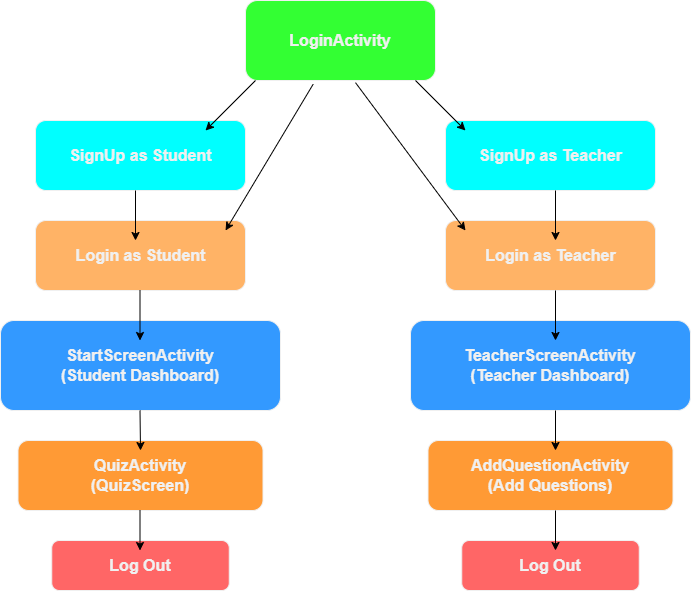 LoginActivity
SignUp as Student
SignUp as Teacher
Login as Student
Login as Teacher
StartScreenActivity
(Student Dashboard)
TeacherScreenActivity
(Teacher Dashboard)
QuizActivity
(QuizScreen)
AddQuestionActivity
(Add Questions)
Log Out
Log Out